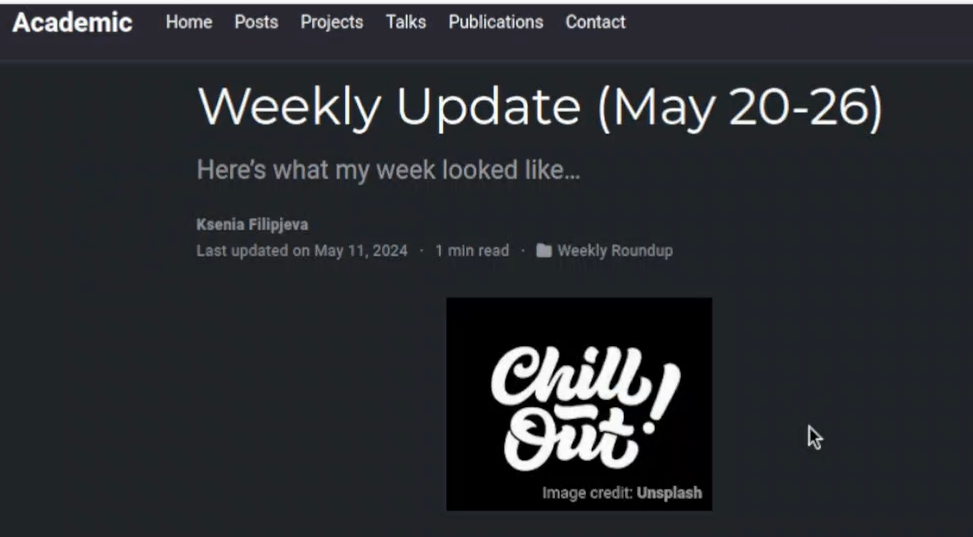 Academic Home Posts Projects Talks Publications Contact
Weekly Update (May 20-26)
Here's what my week looked like...
Ksenia Filipjeva
Last updated on May 11, 2024 · 1 min read · Weekly Roundup
Chill
Out!
Image credit: Unsplash